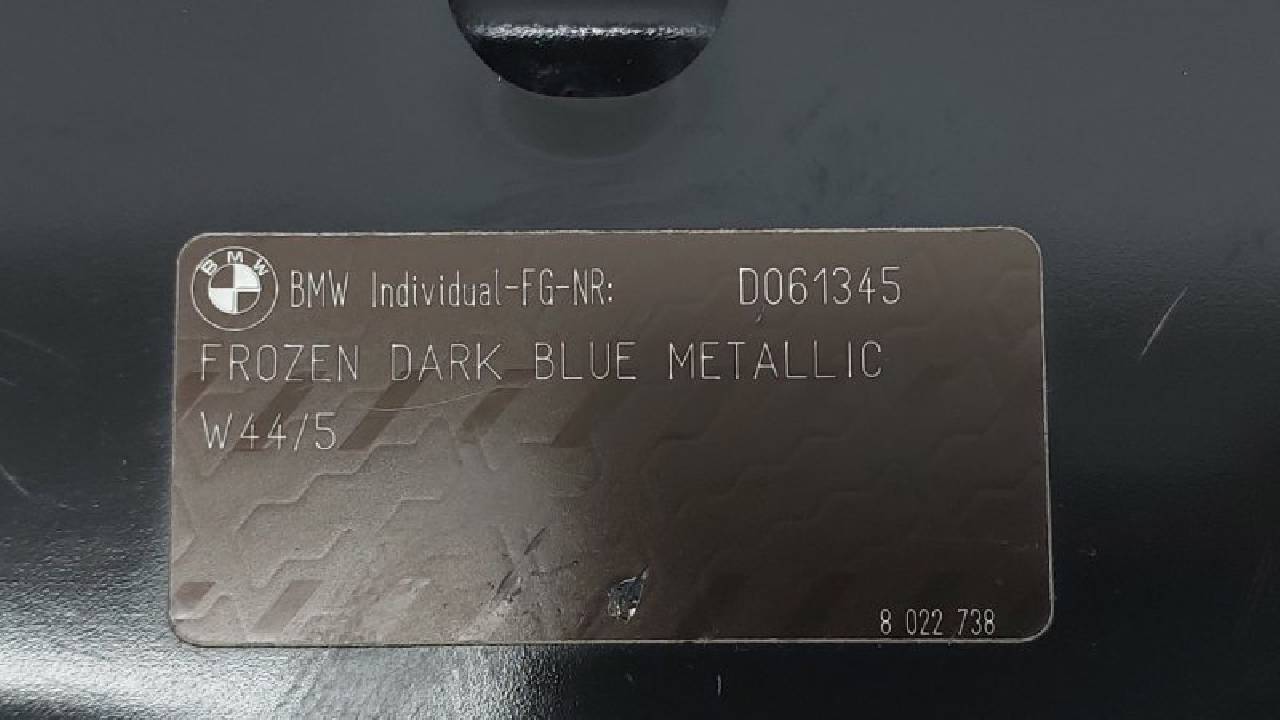 BMW BMW Individual-FG-NR: D061345
FROZEN DARK BLUE METALLIC
W44/5
8 022 738